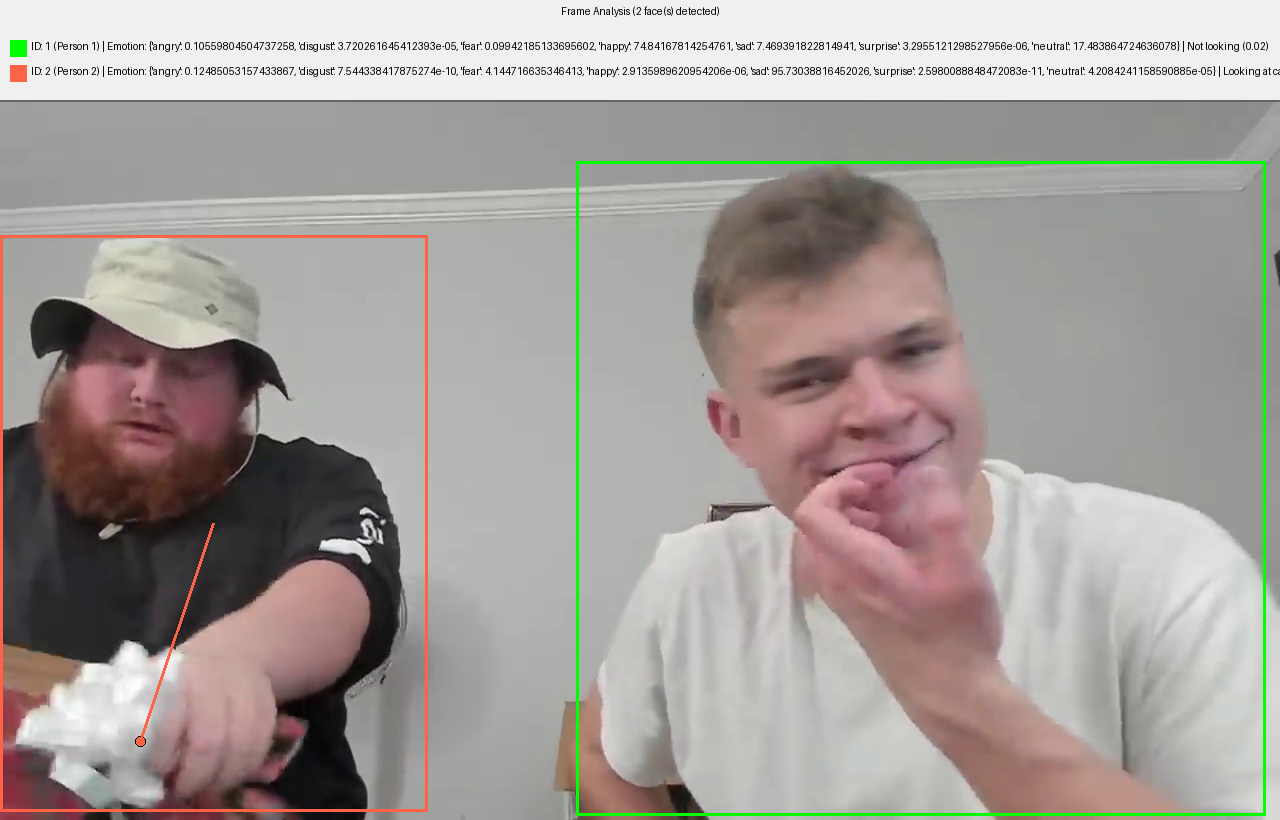 Frame Analysis (2 face(s) detected)
ID: 1 (Person 1) | Emotion: {'angry': 0.10559804504737258, 'disgust': 3.720261645412393e-05, 'fear': 0.09942185133695602, 'happy': 74.84167814254761, 'sad': 7.469391822814941, 'surprise': 3.2955121298527956e-06, 'neutral': 17.483864724636078} | Not looking (0.02)
ID: 2 (Person 2) | Emotion: {'angry': 0.12485053157433867, 'disgust': 7.544338417875274e-10, 'fear': 4.144716635346413, 'happy': 2.9135989620954206e-06, 'sad': 95.73038816452026, 'surprise': 2.5980088848472083e-11, 'neutral': 4.2084241158590885e-05} | Looking at ca